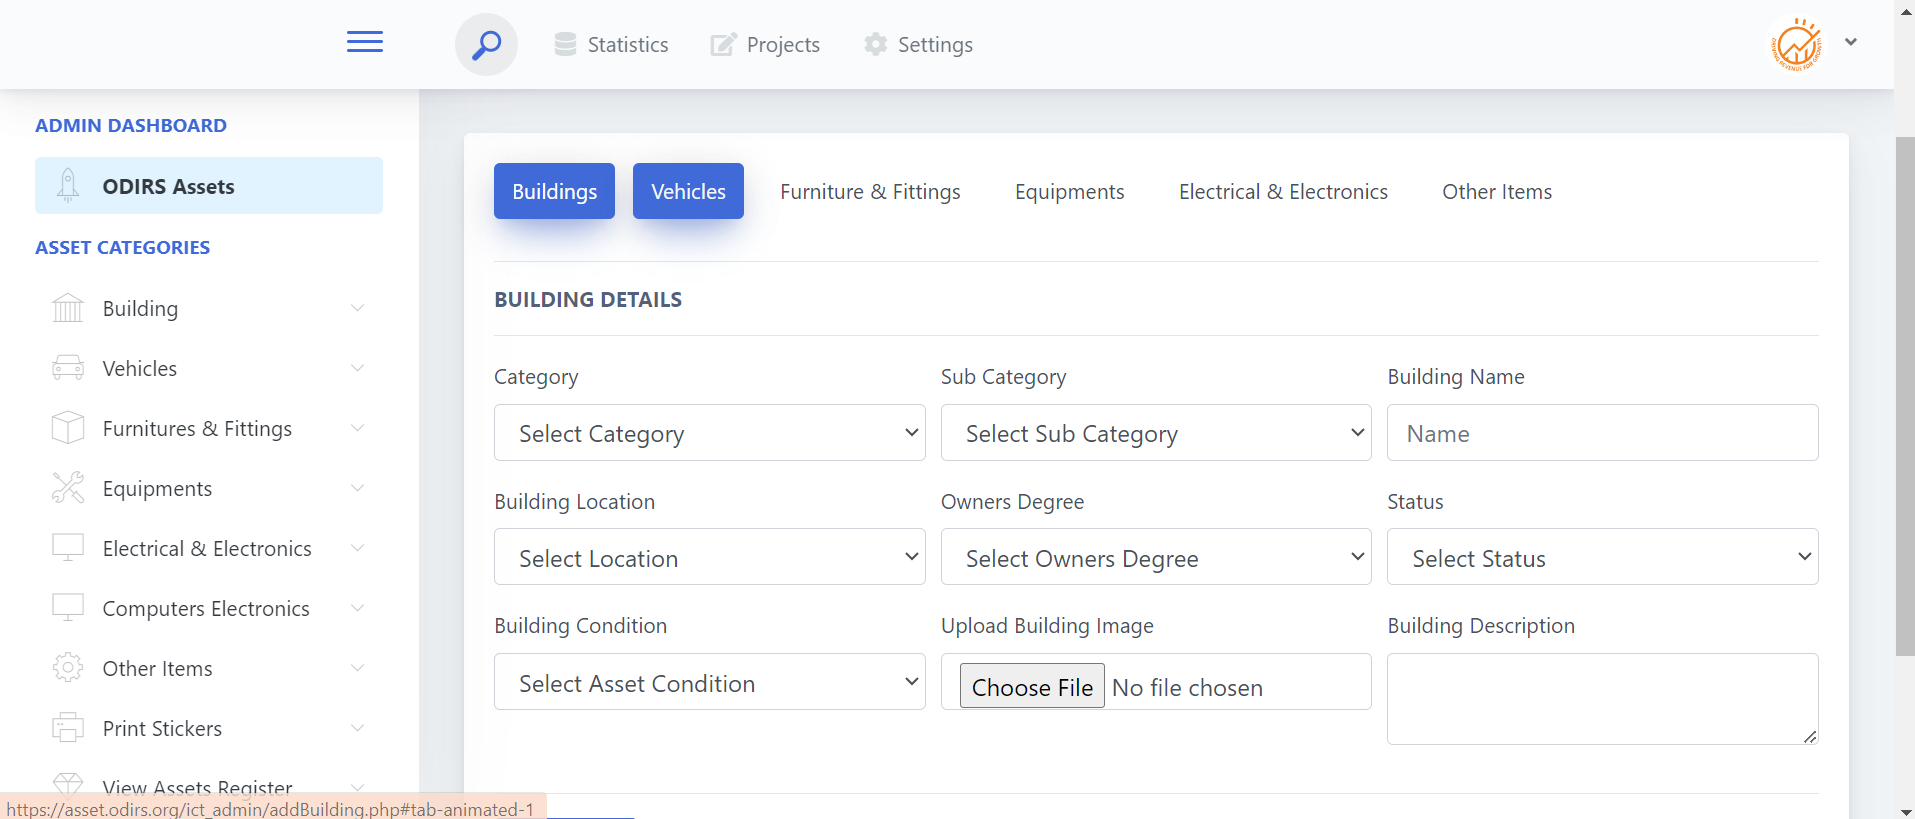 Statistics
Projects
Settings
ADMIN DASHBOARD
ODIRS Assets
ASSET CATEGORIES
Building
Vehicles
Furnitures & Fittings
Equipments
Electrical & Electronics
Computers Electronics
Other Items
Print Stickers
View Assets Register
https://asset.odirs.org/ict_admin/addBuilding.php#tab-animated-1
Buildings
Vehicles
Furniture & Fittings
Equipments
Electrical & Electronics
Other Items
BUILDING DETAILS
Category
Sub Category
Building Name
Select Category
Select Sub Category
Name
Building Location
Owners Degree
Status
Select Location
Select Owners Degree
Select Status
Building Condition
Upload Building Image
Building Description
Select Asset Condition
Choose File
No file chosen